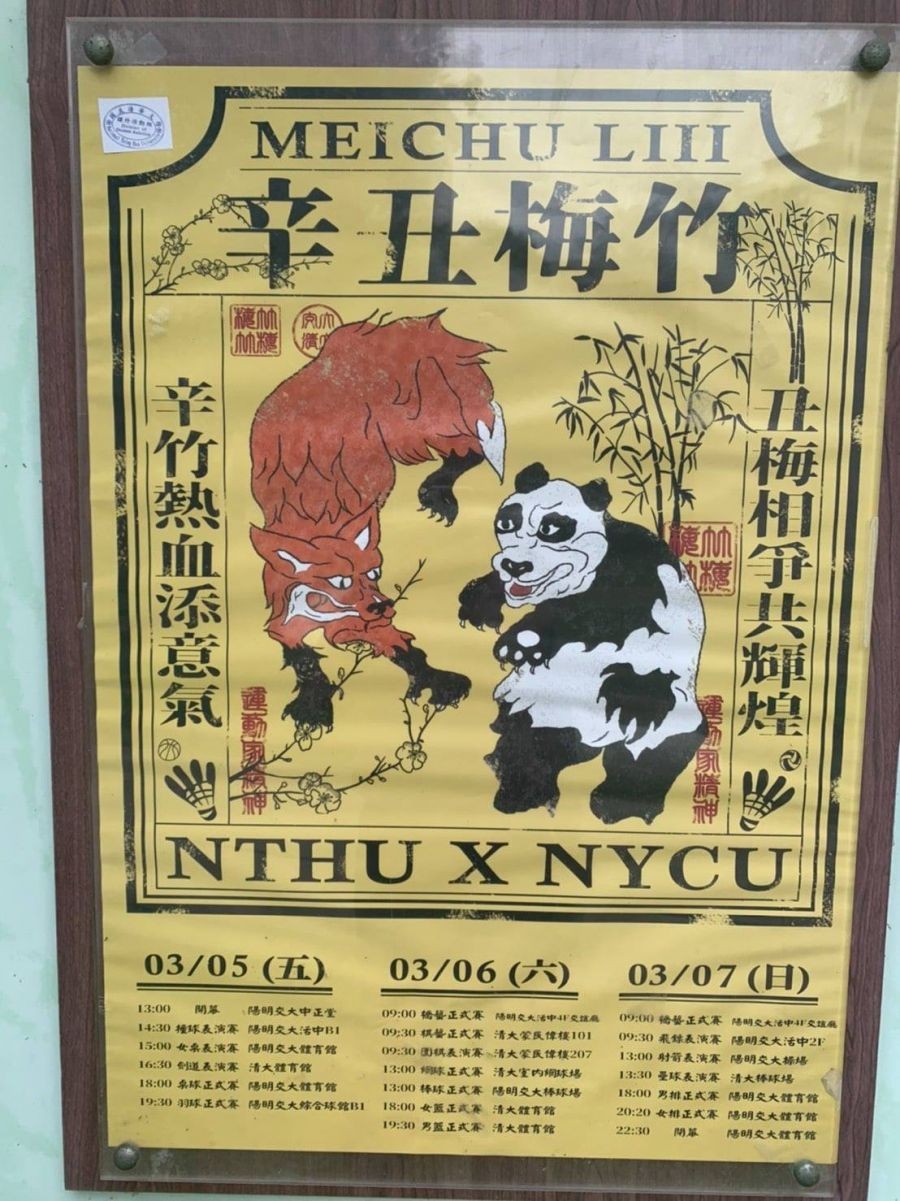 MEICHU LIII
辛丑梅竹
辛竹熱血添意氣
丑梅相爭共輝煌
運動家精神
運動家精神
NTHU X NYCU
03/05 (五)
13:00 開幕 陽明交大中正堂
14:30 撞球表演賽 陽明交大活中B1
15:00 女桌表演賽 陽明交大體育館
16:30 劍道表演賽 清大體育館
18:00 桌球正式賽 陽明交大體育館
19:30 羽球正式賽 陽明交大綜合球館B1
03/06 (六)
09:00 橋藝正式賽 陽明交大活中4F交誼廳
09:30 棋藝正式賽 清大蒙民偉樓101
09:30 圍棋表演賽 清大蒙民偉樓207
13:00 網球正式賽 清大室內網球場
13:00 棒球正式賽 陽明交大棒球場
18:00 女籃正式賽 清大體育館
19:30 男籃正式賽 清大體育館
03/07 (日)
09:00 橋藝正式賽 陽明交大活中4F交誼廳
09:30 飛鏢表演賽 陽明交大活中2F
13:00 射箭表演賽 陽明交大操場
13:30 壘球表演賽 清大棒球場
18:00 男排正式賽 陽明交大體育館
20:20 女排正式賽 陽明交大體育館
22:30 閉幕 陽明交大體育館